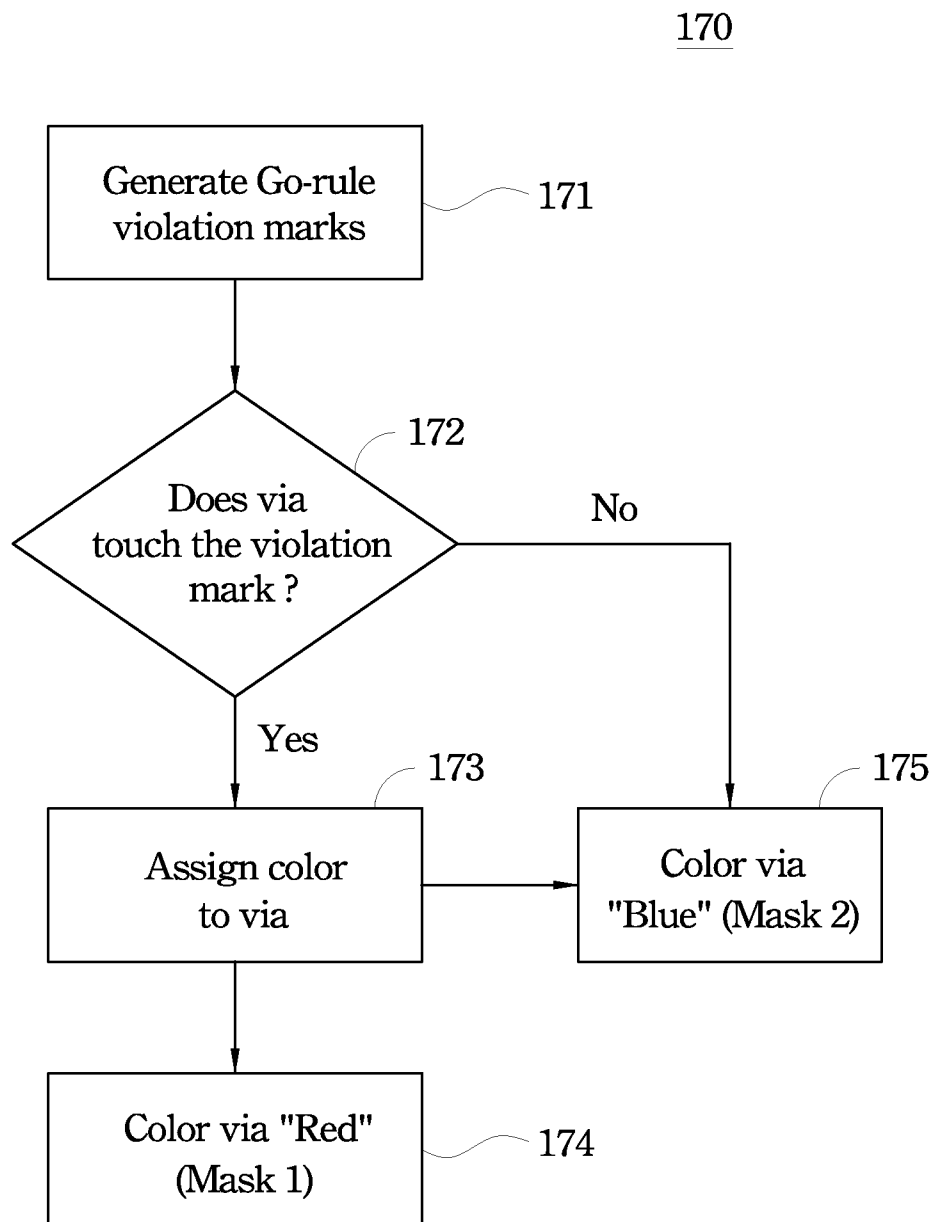 170
Generate Go-rule
violation marks
171
172
Does via
touch the violation
mark ?
No
Yes
173
175
Assign color
to via
Color via
"Blue" (Mask 2)
Color via "Red"
(Mask 1)
174